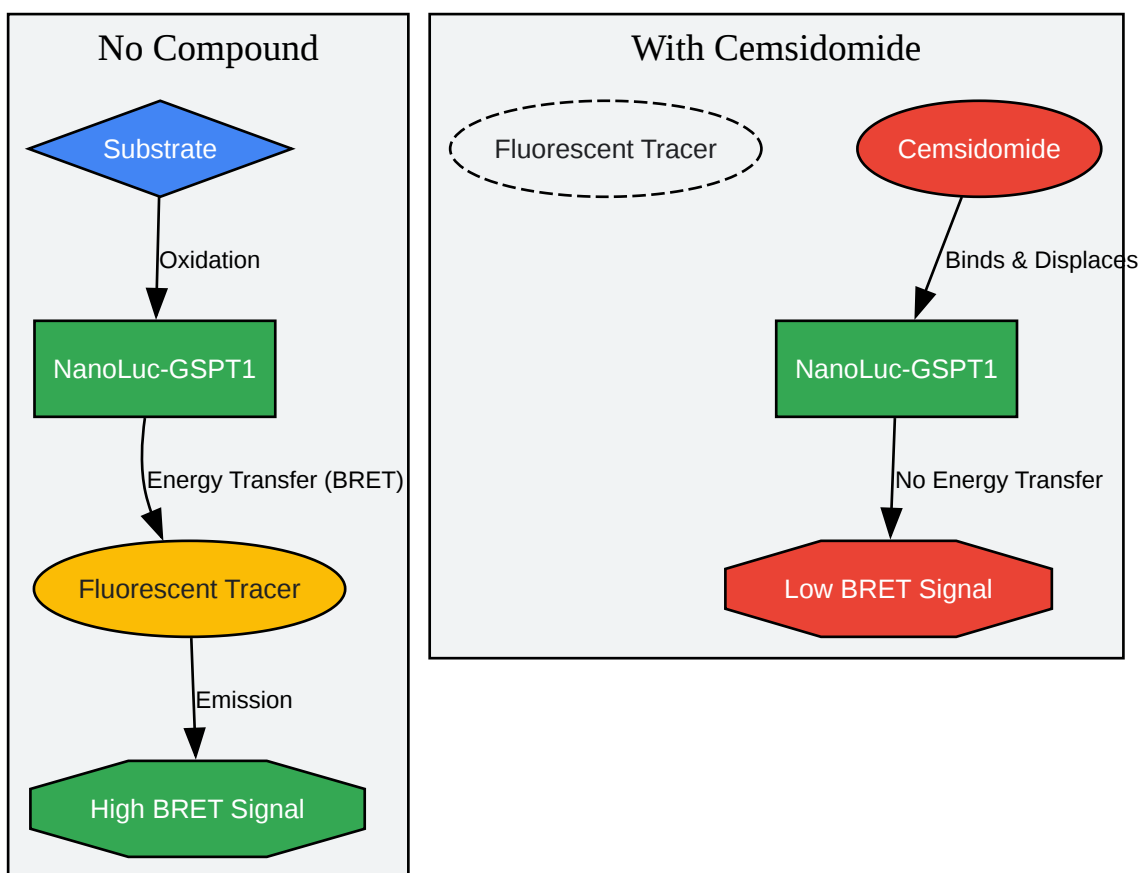 No Compound
Substrate
Oxidation
NanoLuc-GSPT1
Energy Transfer (BRET)
Fluorescent Tracer
Emission
High BRET Signal
With Cemsidomide
Fluorescent Tracer
Cemsidomide
Binds & Displaces
NanoLuc-GSPT1
No Energy Transfer
Low BRET Signal